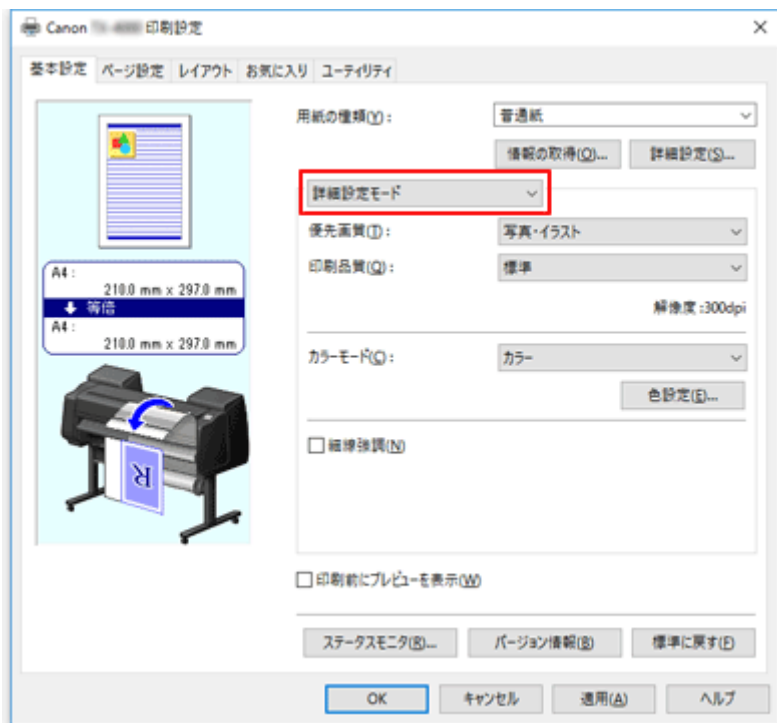 Canon 印刷設定
基本設定 ページ設定 レイアウト お気に入り ユーティリティ
用紙の種類(Y): 普通紙
情報の取得(O)... 詳細設定(S)...
詳細設定モード
優先画質(T): 写真・イラスト
印刷品質(Q): 標準
解像度:300dpi
カラーモード(C): カラー
色設定(E)...
細線強調(N)
A4:
210.0 mm x 297.0 mm
等倍
A4:
210.0 mm x 297.0 mm
R
印刷前にプレビューを表示(W)
ステータスモニタ(R)... バージョン情報(B) 標準に戻す(F)
OK キャンセル 適用(A) ヘルプ